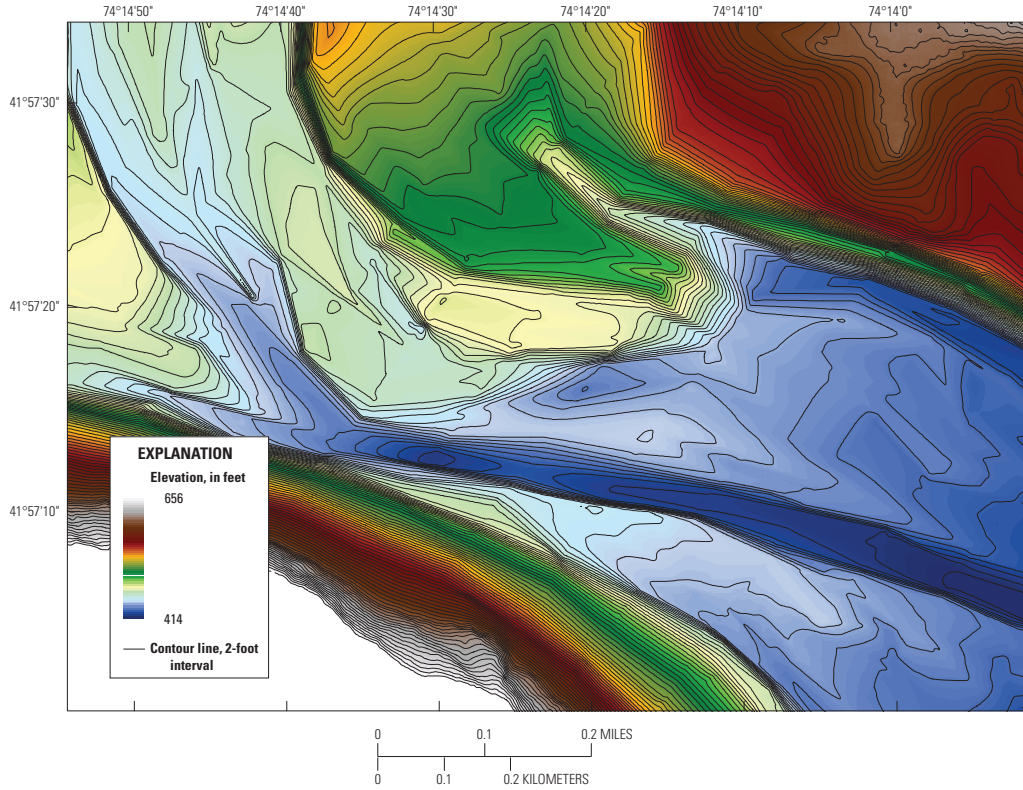 74°14'50" 74°14'40" 74°14'30" 74°14'20" 74°14'10" 74°14'0"
41°57'30"
41°57'20"
41°57'10"
EXPLANATION
Elevation, in feet
656
414
Contour line, 2-foot
interval
0 0.1 0.2 MILES
0 0.1 0.2 KILOMETERS